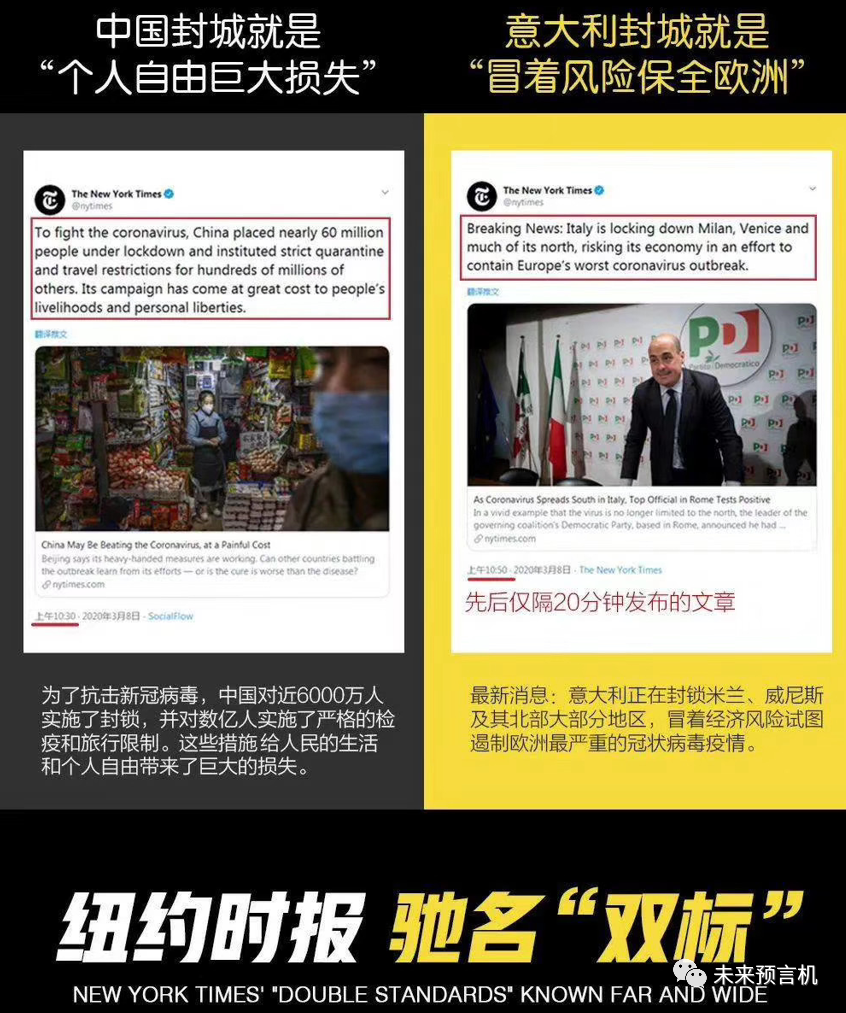 中国封城就是
“个人自由巨大损失”
意大利封城就是
“冒着风险保全欧洲”
The New York Times
@nytimes
To fight the coronavirus, China placed nearly 60 million
people under lockdown and instituted strict quarantine
and travel restrictions for hundreds of millions of
others. Its campaign has come at great cost to people's
livelihoods and personal liberties.
翻译推文
China May Be Beating the Coronavirus, at a Painful Cost
Beijing says its heavy-handed measures are working. Can other countries battling
the outbreak learn from its efforts — or is the cure is worse than the disease?
nytimes.com
上午10:30 · 2020年3月8日 · SocialFlow
The New York Times
@nytimes
Breaking News: Italy is locking down Milan, Venice and
much of its north, risking its economy in an effort to
contain Europe's worst coronavirus outbreak.
翻译推文
PD
Partito Democratico
As Coronavirus Spreads South in Italy, Top Official in Rome Tests Positive
In a vivid example that the virus is no longer limited to the north, the leader of the
governing coalition's Democratic Party, based in Rome, announced he had ...
nytimes.com
上午10:50 · 2020年3月8日 · The New York Times
先后仅隔20分钟发布的文章
为了抗击新冠病毒，中国对近6000万人
实施了封锁，并对数亿人实施了严格的检
疫和旅行限制。这些措施给人民的生活
和个人自由带来了巨大的损失。
最新消息：意大利正在封锁米兰、威尼斯
及其北部大部分地区，冒着经济风险试图
遏制欧洲最严重的冠状病毒疫情。
纽约时报 驰名“双标”
未来预言机
NEW YORK TIMES' "DOUBLE STANDARDS" KNOWN FAR AND WIDE